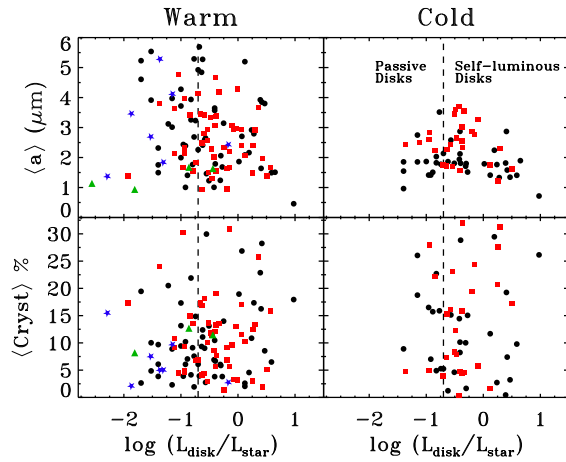 Warm Cold
6
5
4
3
2
1
0
⟨a⟩ (μm)
Passive Disks
Self-luminous Disks
30
25
20
15
10
5
0
⟨Cryst⟩ %
-2 -1 0 1
-2 -1 0 1
log (L_disk/L_star)
log (L_disk/L_star)